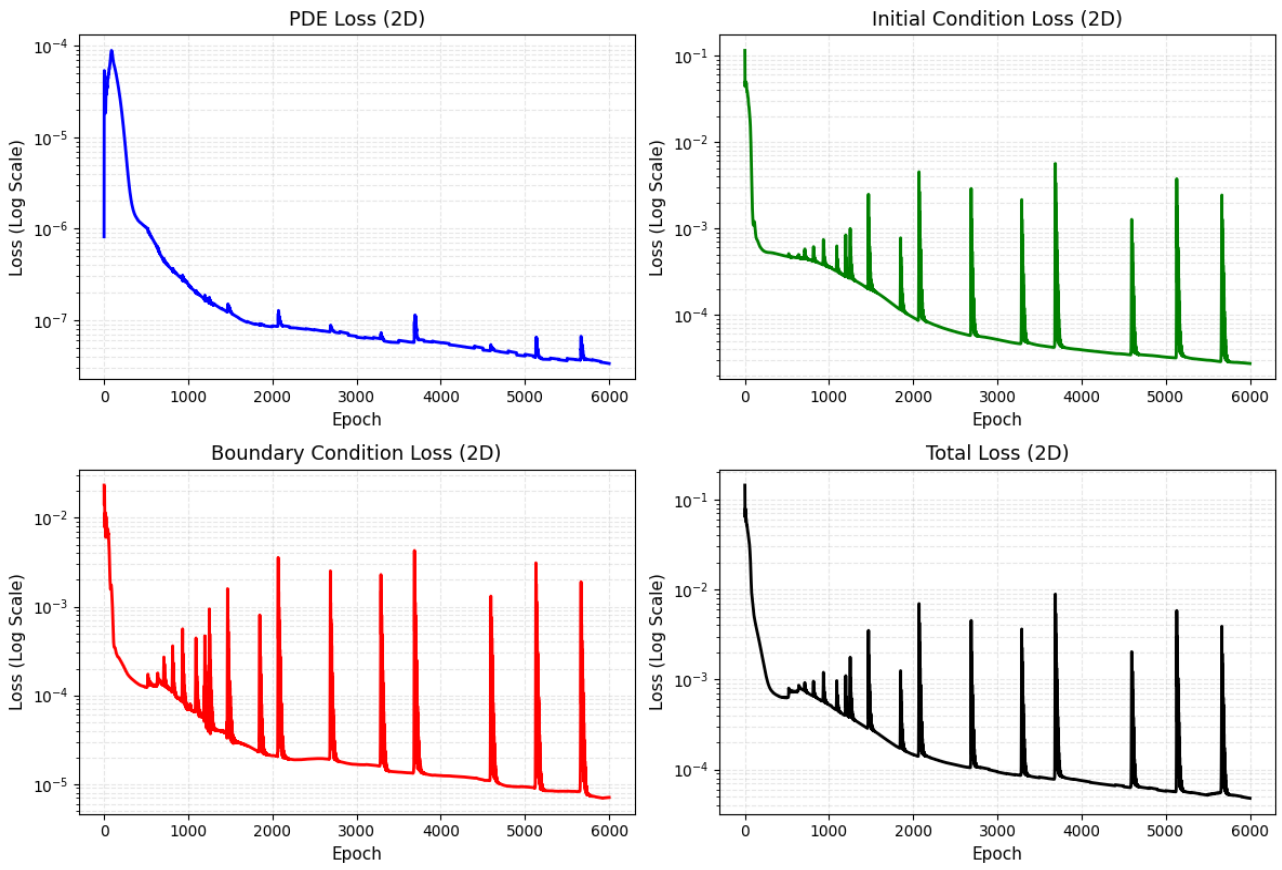 PDE Loss (2D)
10⁻⁴
10⁻⁵
10⁻⁶
10⁻⁷
Loss (Log Scale)
0 1000 2000 3000 4000 5000 6000
Epoch
Initial Condition Loss (2D)
10⁻¹
10⁻²
10⁻³
10⁻⁴
Loss (Log Scale)
0 1000 2000 3000 4000 5000 6000
Epoch
Boundary Condition Loss (2D)
10⁻²
10⁻³
10⁻⁴
10⁻⁵
Loss (Log Scale)
0 1000 2000 3000 4000 5000 6000
Epoch
Total Loss (2D)
10⁻¹
10⁻²
10⁻³
10⁻⁴
Loss (Log Scale)
0 1000 2000 3000 4000 5000 6000
Epoch